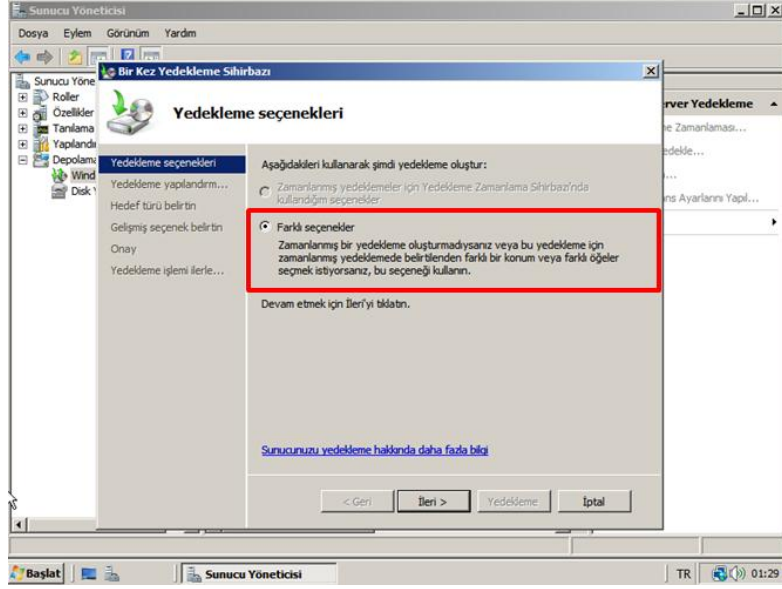 Sunucu Yöneticisi
Dosya Eylem Görünüm Yardım
Sunucu Yöne
Roller
Özellikler
Tanılama
Yapılandı
Depolama
Wind
Disk Y
Bir Kez Yedekleme Sihirbazı
Yedekleme seçenekleri
Yedekleme seçenekleri
Yedekleme yapılandırm...
Hedef türü belirtin
Gelişmiş seçenek belirtin
Onay
Yedekleme işlemi ilerle...
Aşağıdakileri kullanarak şimdi yedekleme oluştur:
Zamanlanmış yedeklemeler için Yedekleme Zamanlama Sihirbazı'nda
kullandığım seçenekler
Farklı seçenekler
Zamanlanmış bir yedekleme oluşturmadıysanız veya bu yedekleme için
zamanlanmış yedeklemede belirtilenden farklı bir konum veya farklı öğeler
seçmek istiyorsanız, bu seçeneği kullanın.
Devam etmek için İleri'yi tıklatın.
Sunucunuzu yedekleme hakkında daha fazla bilgi
< Geri
İleri >
Yedekleme
İptal
rver Yedekleme
e Zamanlaması...
edekle...
ns Ayarlarını Yapıl...
Başlat
Sunucu Yöneticisi
TR
01:29